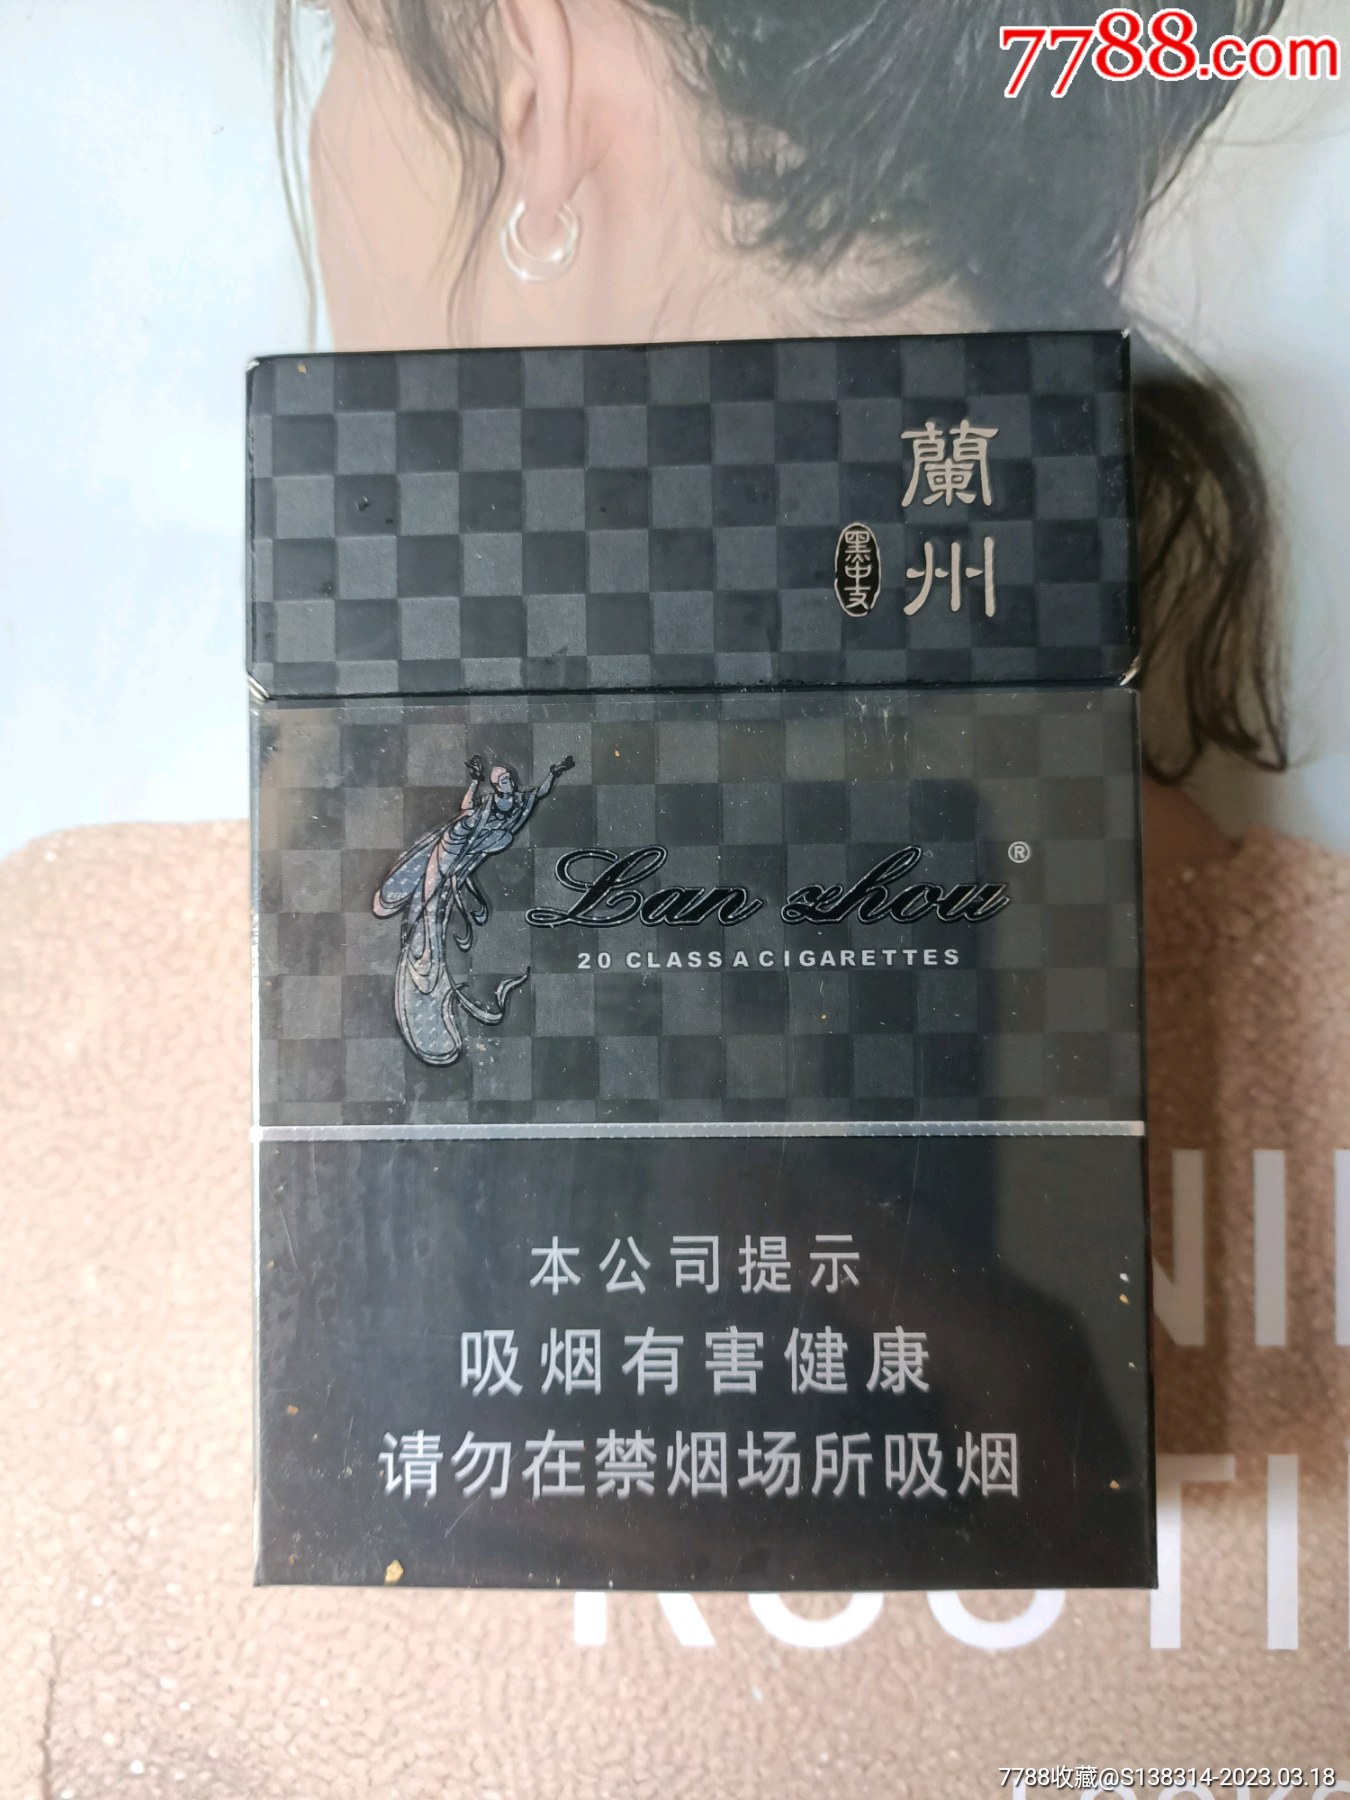 7788.com
蘭州
黑中支
Lan zhou ®
20 CLASS A CIGARETTES
本公司提示
吸烟有害健康
请勿在禁烟场所吸烟
7788收藏@S138314-2023.03.18